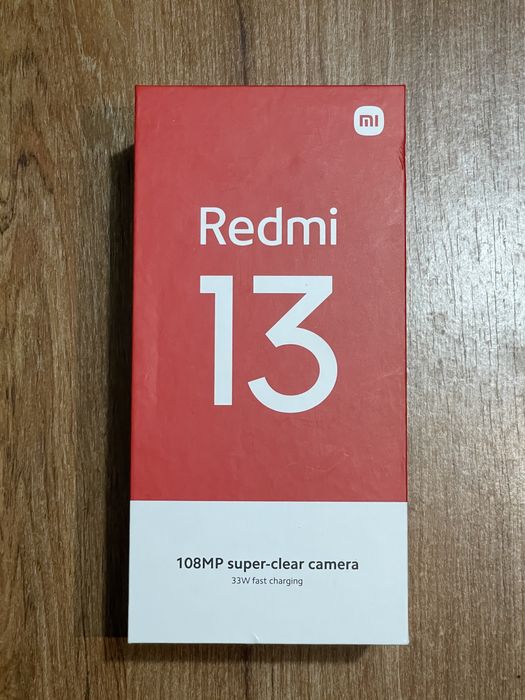 mi
Redmi
13
108MP super-clear camera
33W fast charging